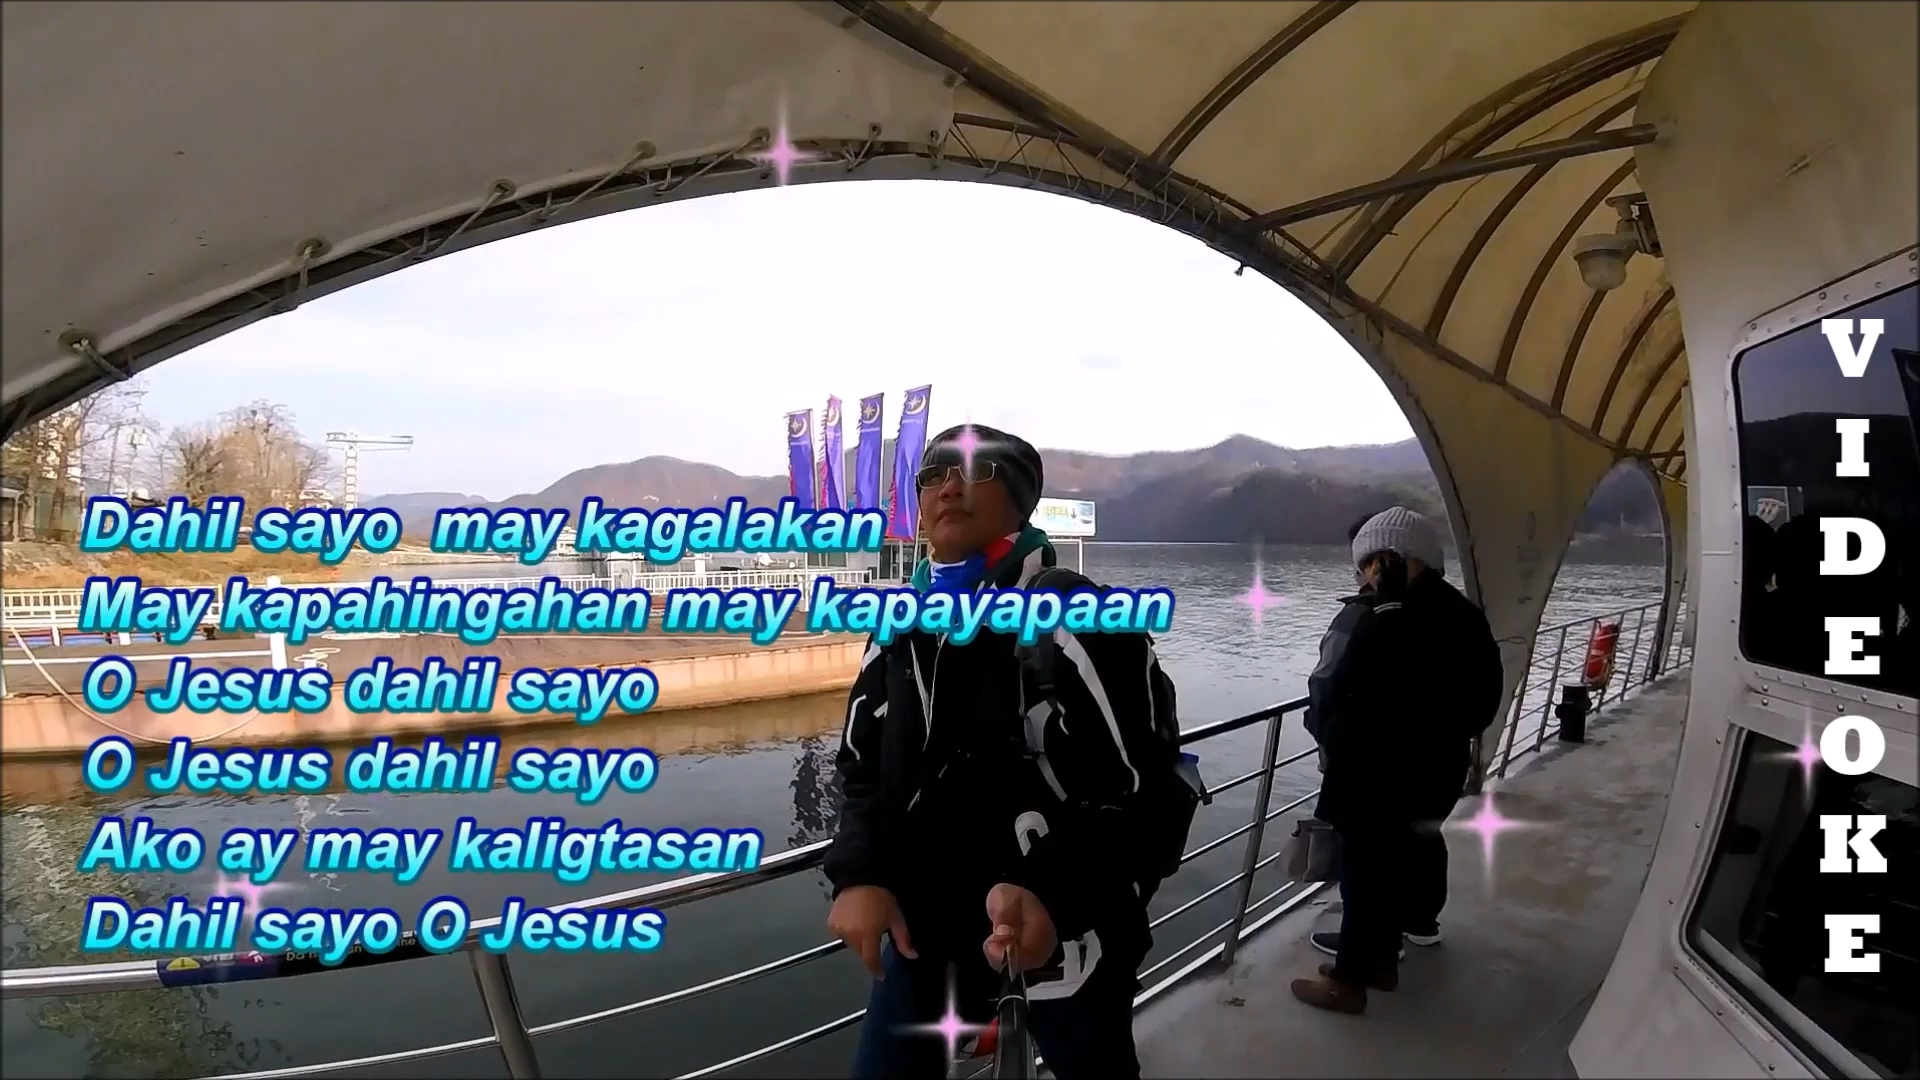 Dahil sayo may kagalakan
May kapahingahan may kapayapaan
O Jesus dahil sayo
O Jesus dahil sayo
Ako ay may kaligtasan
Dahil sayo O Jesus
VIDEOKE